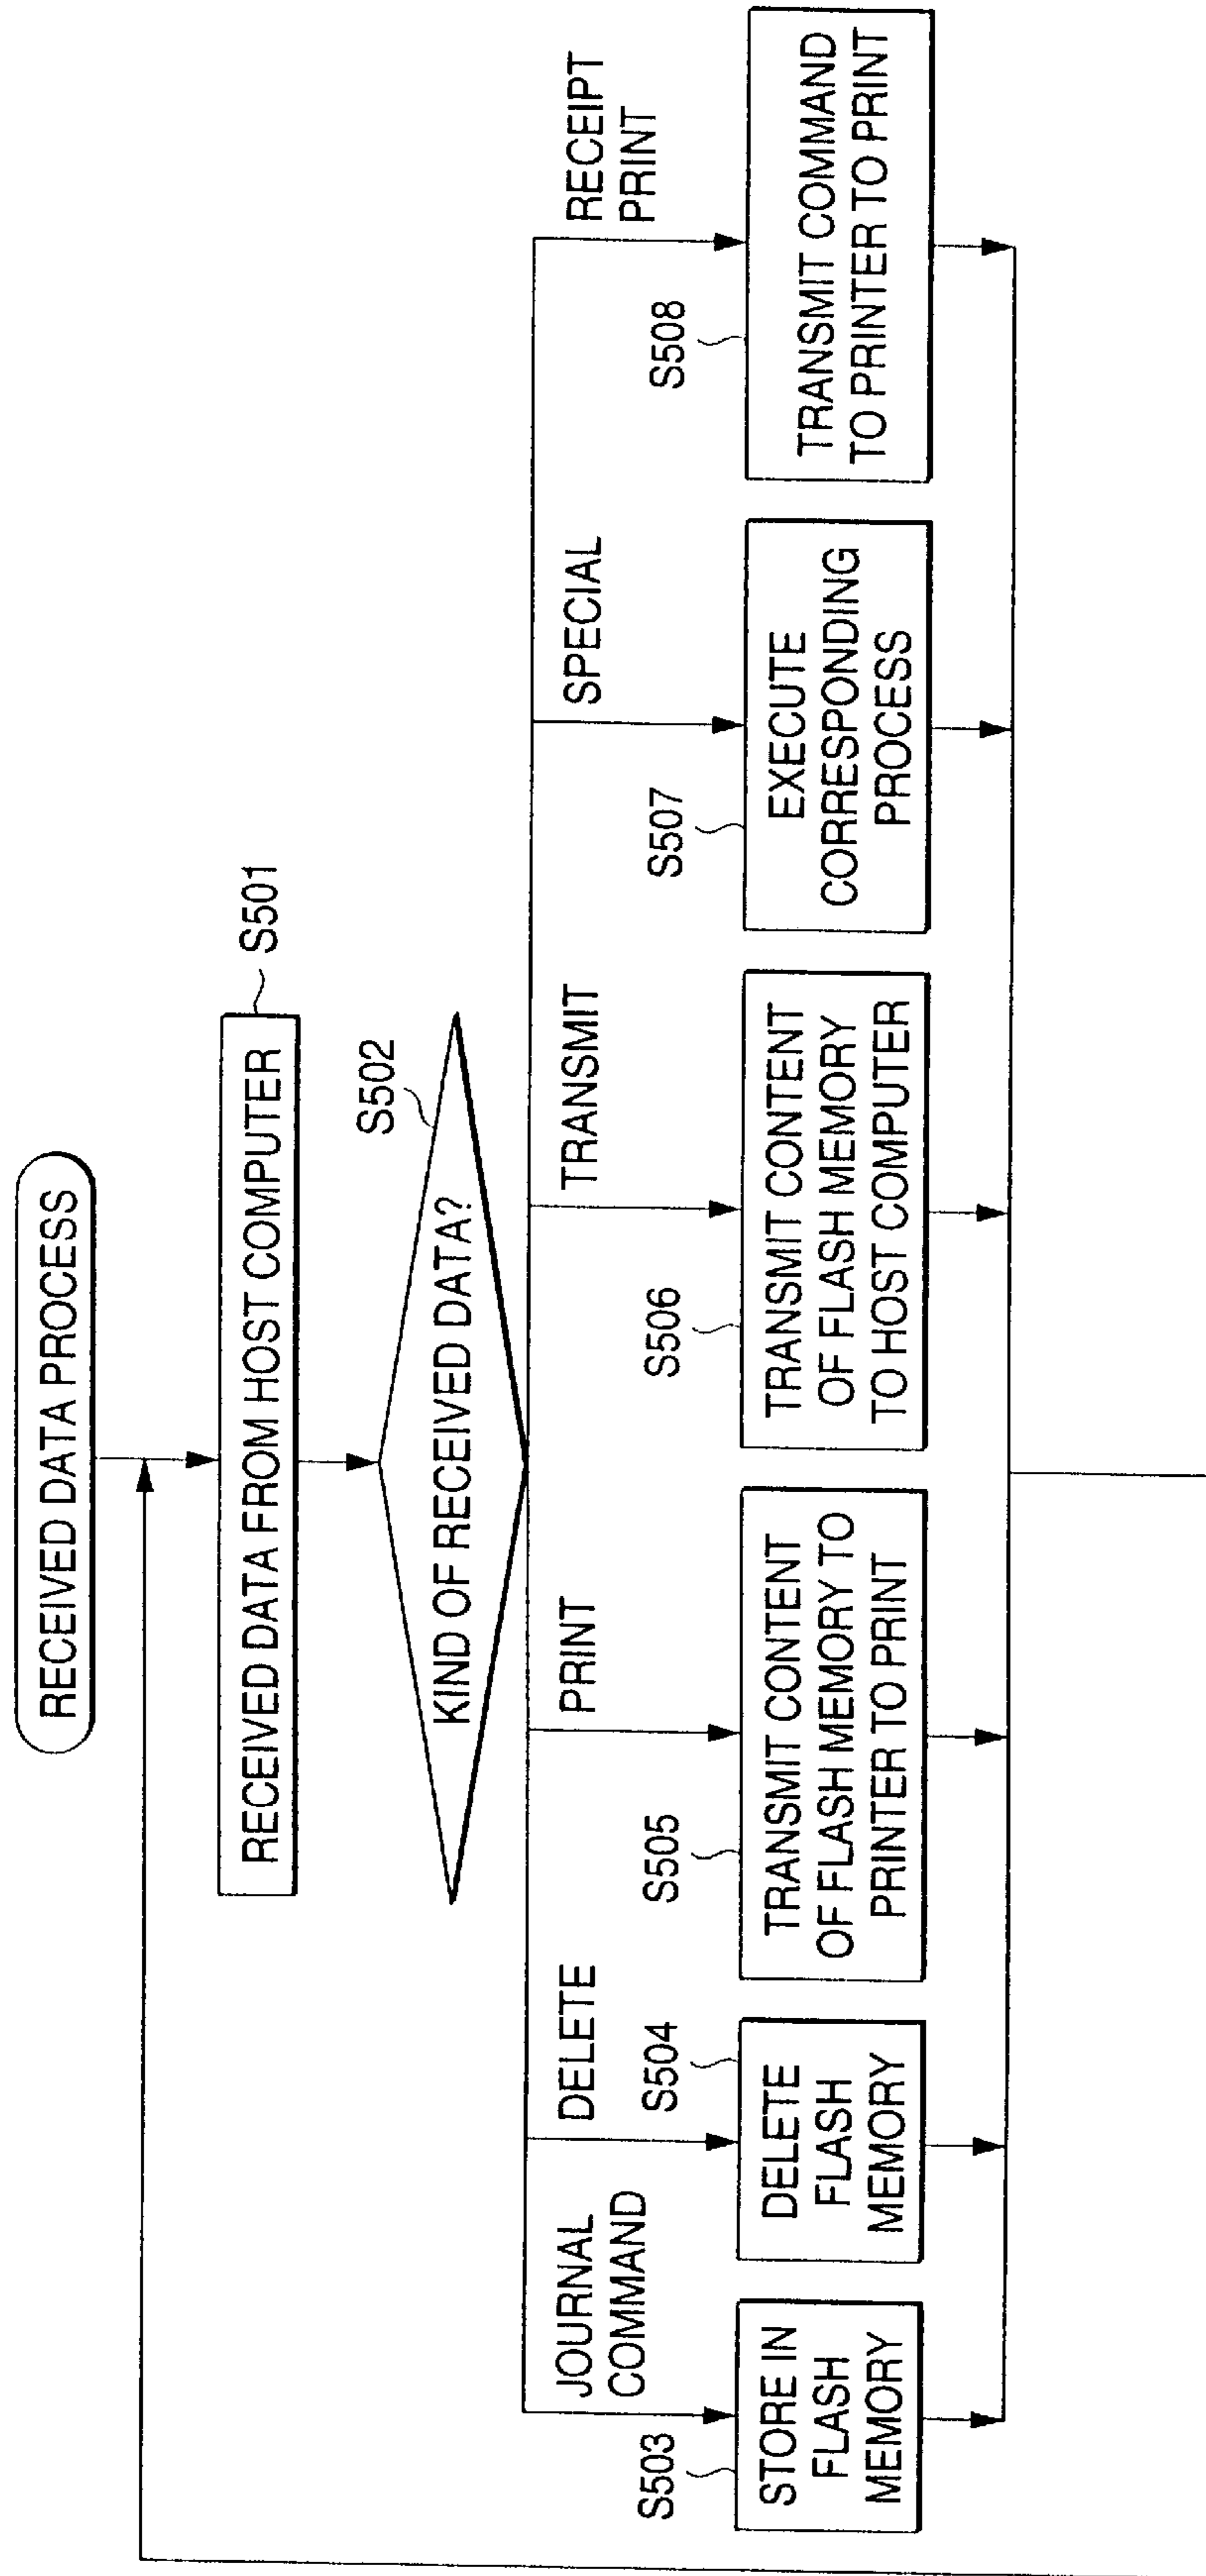 RECEIVED DATA PROCESS
RECEIVED DATA FROM HOST COMPUTER
S501
KIND OF RECEIVED DATA?
S502
JOURNAL
COMMAND
DELETE
PRINT
TRANSMIT
SPECIAL
RECEIPT
PRINT
S503
STORE IN
FLASH
MEMORY
S504
DELETE
FLASH
MEMORY
S505
TRANSMIT CONTENT
OF FLASH MEMORY TO
PRINTER TO PRINT
S506
TRANSMIT CONTENT
OF FLASH MEMORY
TO HOST COMPUTER
S507
EXECUTE
CORRESPONDING
PROCESS
S508
TRANSMIT COMMAND
TO PRINTER TO PRINT